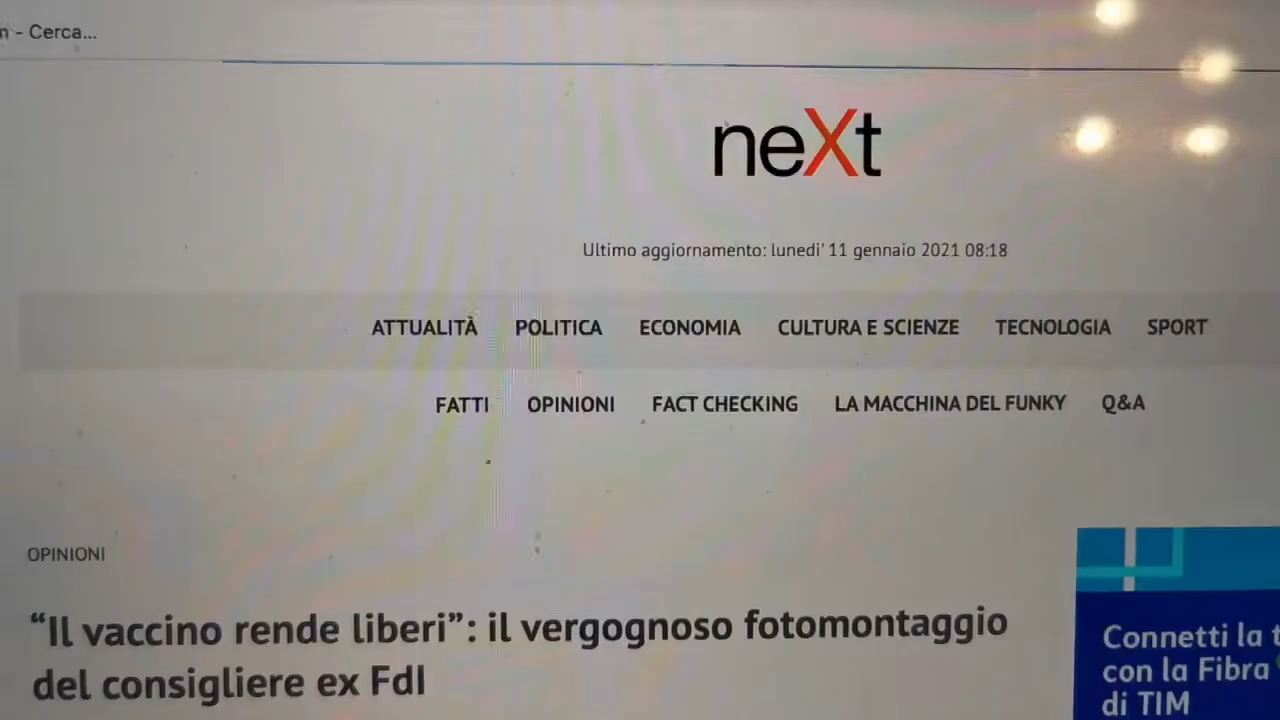 - Cerca...
neXt
Ultimo aggiornamento: lunedi' 11 gennaio 2021 08:18
ATTUALITÀ POLITICA ECONOMIA CULTURA E SCIENZE TECNOLOGIA SPORT
FATTI OPINIONI FACT CHECKING LA MACCHINA DEL FUNKY Q&A
OPINIONI
“Il vaccino rende liberi”: il vergognoso fotomontaggio
del consigliere ex FdI
Connetti la
con la Fibra
di TIM